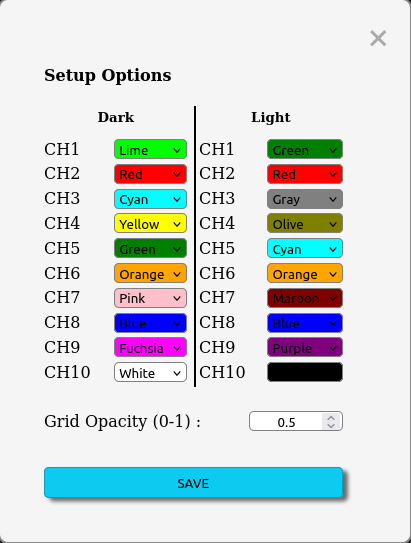 Setup Options
Dark Light
CH1 Lime CH1 Green
CH2 Red CH2 Red
CH3 Cyan CH3 Gray
CH4 Yellow CH4 Olive
CH5 Green CH5 Cyan
CH6 Orange CH6 Orange
CH7 Pink CH7 Maroon
CH8 Blue CH8 Blue
CH9 Fuchsia CH9 Purple
CH10 White CH10
Grid Opacity (0-1) : 0.5
SAVE